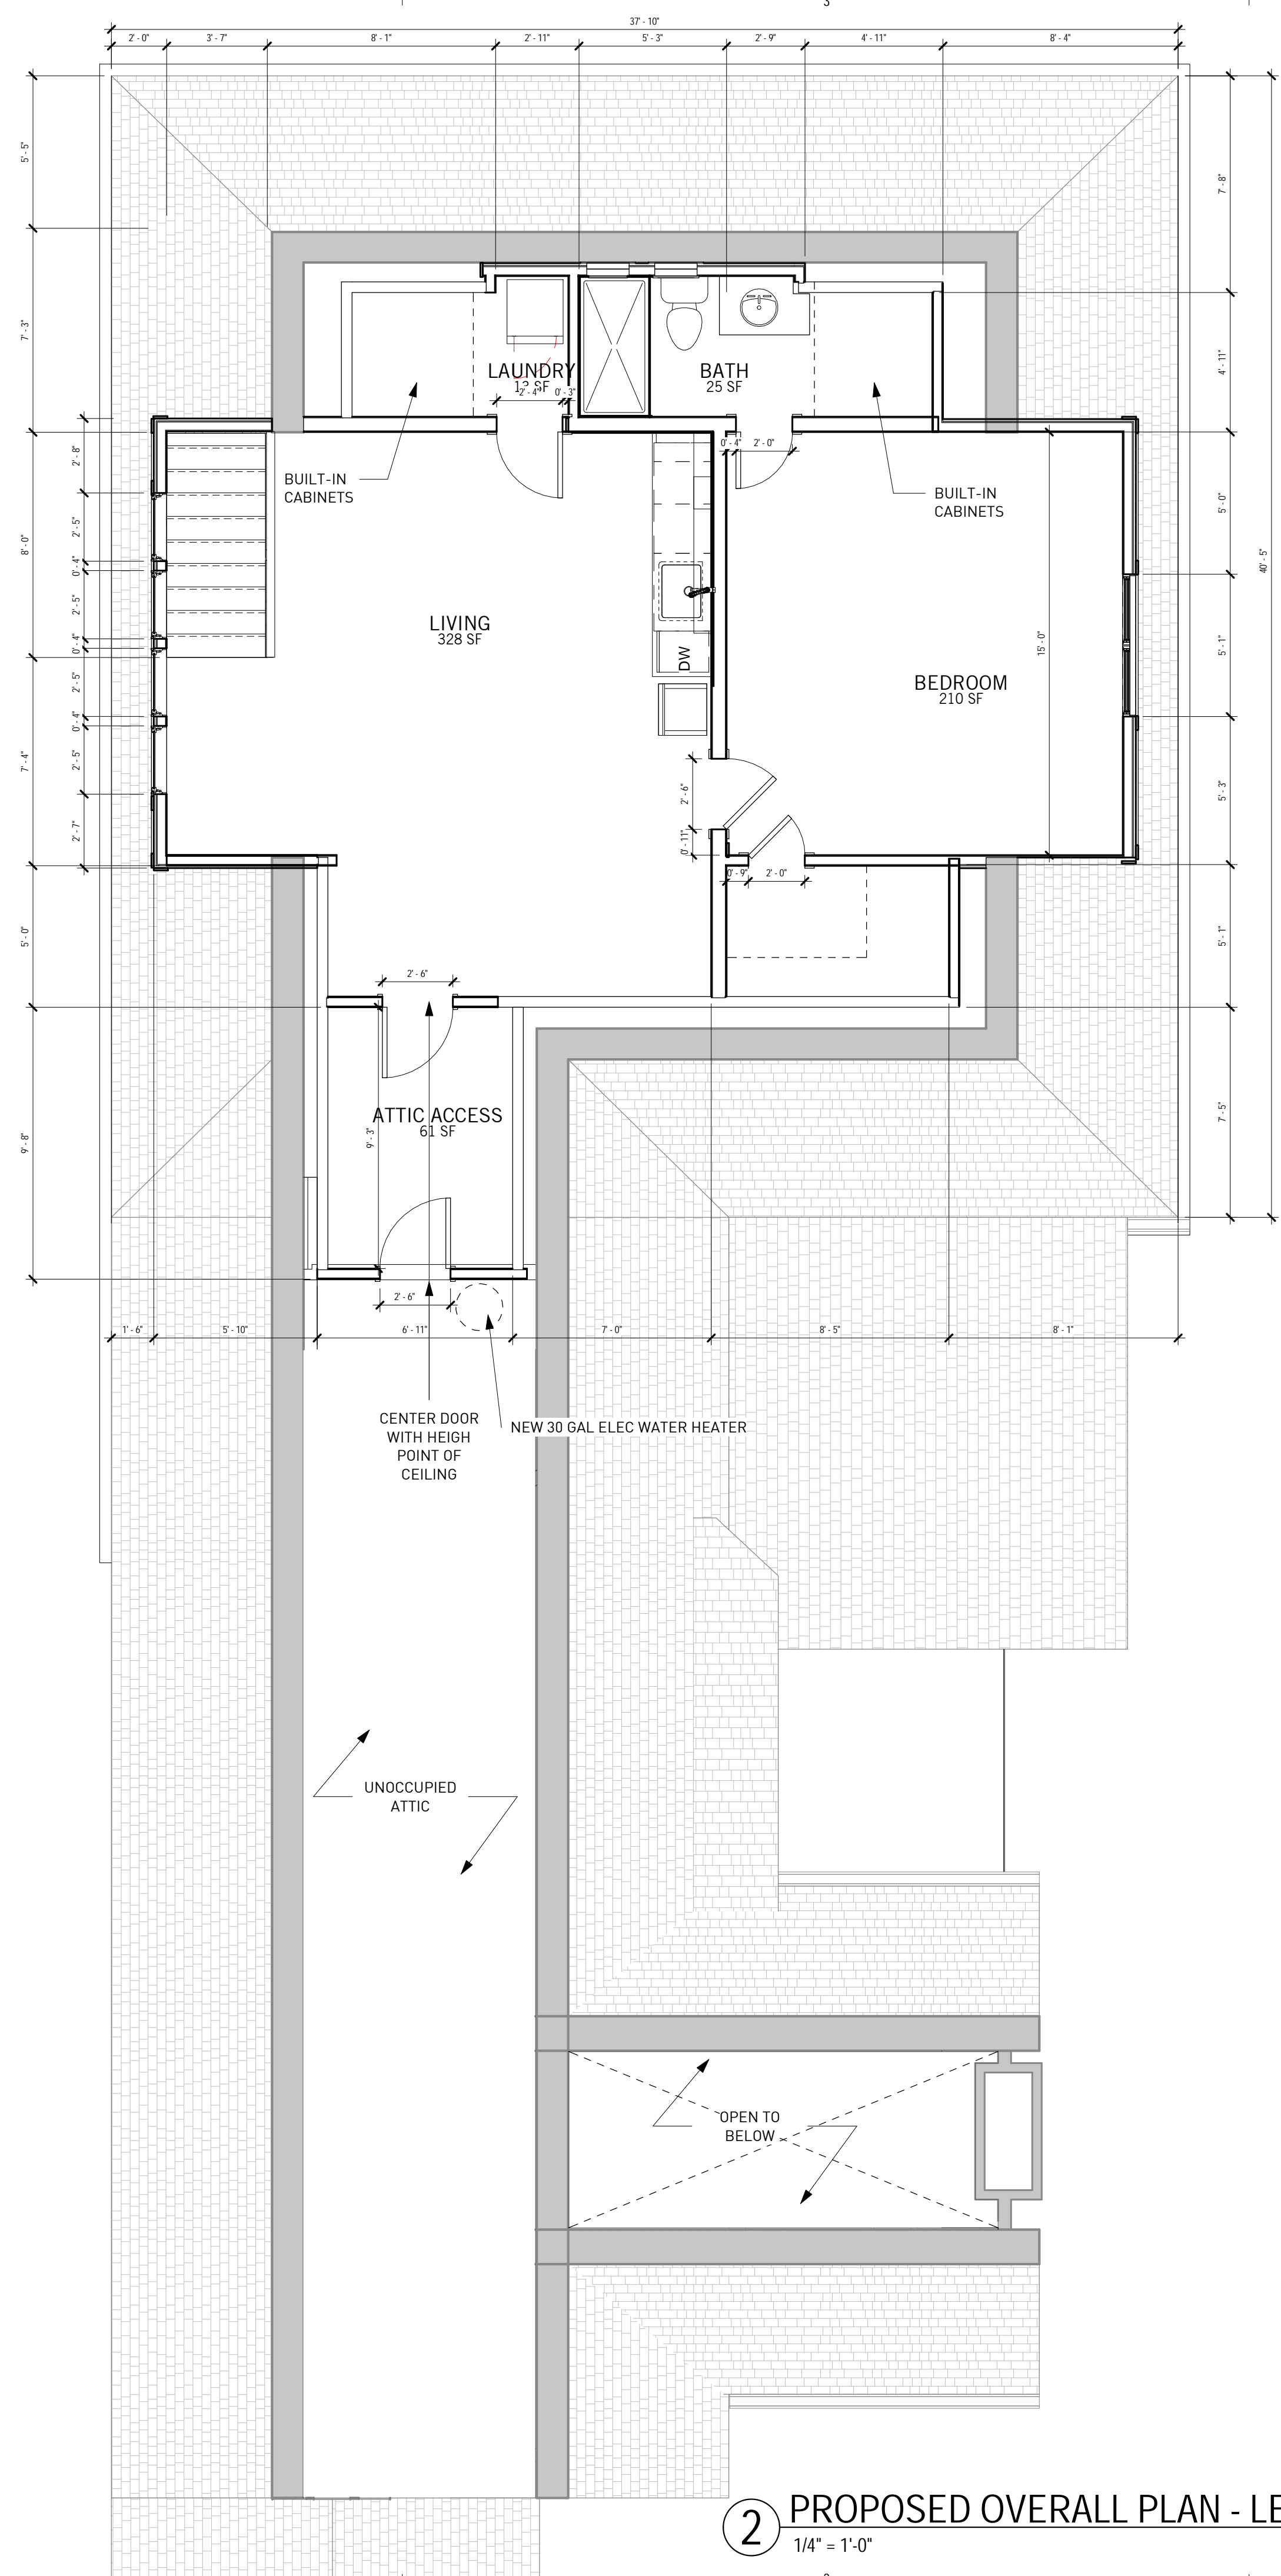 3
37' - 10"
2' - 0" 3' - 7" 8' - 1" 2' - 11" 5' - 3" 2' - 9" 4' - 11" 8' - 4"
5' - 5"
7' - 3"
8' - 0"
7' - 4"
5' - 0"
9' - 8"
2' - 8"
2' - 5"
0' - 4"
2' - 5"
0' - 4"
2' - 5"
0' - 4"
2' - 5"
2' - 7"
7' - 8"
4' - 11"
5' - 0"
5' - 1"
5' - 3"
5' - 1"
7' - 5"
40' - 5"
LAUNDRY
13 SF
2' - 4" 0' - 3"
BATH
25 SF
0' - 4" 2' - 0"
BUILT-IN
CABINETS
BUILT-IN
CABINETS
LIVING
328 SF
DW
15' - 0"
BEDROOM
210 SF
2' - 6"
0' - 11"
0' - 9" 2' - 0"
2' - 6"
ATTIC ACCESS
61 SF
9' - 3"
2' - 6"
1' - 6" 5' - 10" 6' - 11" 7' - 0" 8' - 5" 8' - 1"
CENTER DOOR
WITH HEIGH
POINT OF
CEILING
NEW 30 GAL ELEC WATER HEATER
UNOCCUPIED
ATTIC
OPEN TO
BELOW
2 PROPOSED OVERALL PLAN - LE
1/4" = 1'-0"